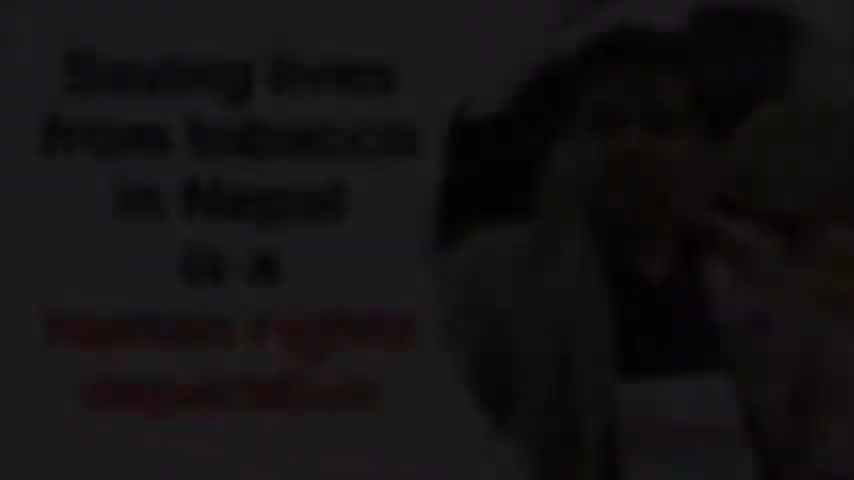 Saving lives
from tobacco
in Nepal
is a
human rights
imperative